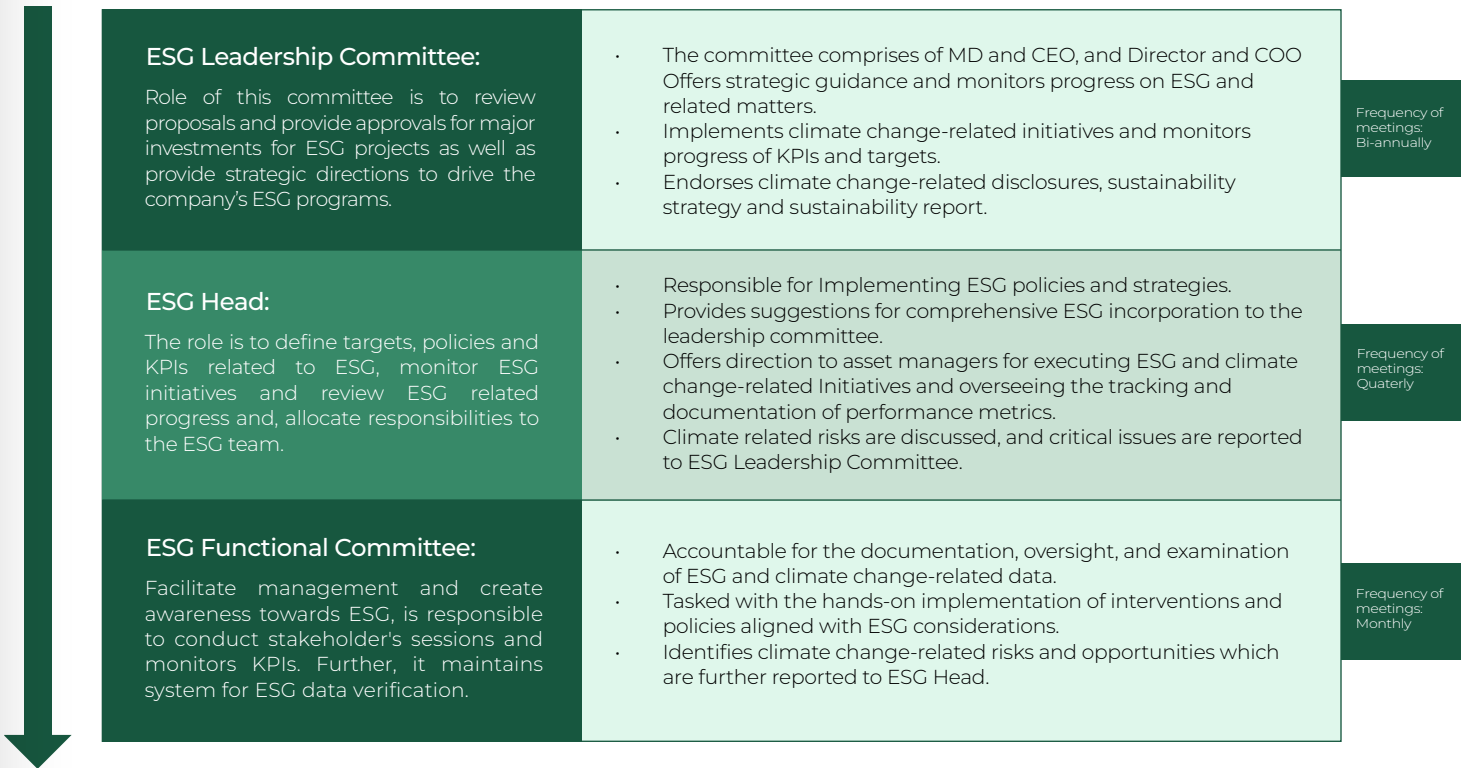 ESG Leadership Committee:
Role of this committee is to review
proposals and provide approvals for major
investments for ESG projects as well as
provide strategic directions to drive the
company’s ESG programs.
• The committee comprises of MD and CEO, and Director and COO
Offers strategic guidance and monitors progress on ESG and
related matters.
• Implements climate change-related initiatives and monitors
progress of KPIs and targets.
• Endorses climate change-related disclosures, sustainability
strategy and sustainability report.
Frequency of
meetings:
Bi-annually
ESG Head:
The role is to define targets, policies and
KPIs related to ESG, monitor ESG
initiatives and review ESG related
progress and, allocate responsibilities to
the ESG team.
• Responsible for Implementing ESG policies and strategies.
• Provides suggestions for comprehensive ESG incorporation to the
leadership committee.
• Offers direction to asset managers for executing ESG and climate
change-related Initiatives and overseeing the tracking and
documentation of performance metrics.
• Climate related risks are discussed, and critical issues are reported
to ESG Leadership Committee.
Frequency of
meetings:
Quaterly
ESG Functional Committee:
Facilitate management and create
awareness towards ESG, is responsible
to conduct stakeholder's sessions and
monitors KPIs. Further, it maintains
system for ESG data verification.
• Accountable for the documentation, oversight, and examination
of ESG and climate change-related data.
• Tasked with the hands-on implementation of interventions and
policies aligned with ESG considerations.
• Identifies climate change-related risks and opportunities which
are further reported to ESG Head.
Frequency of
meetings:
Monthly